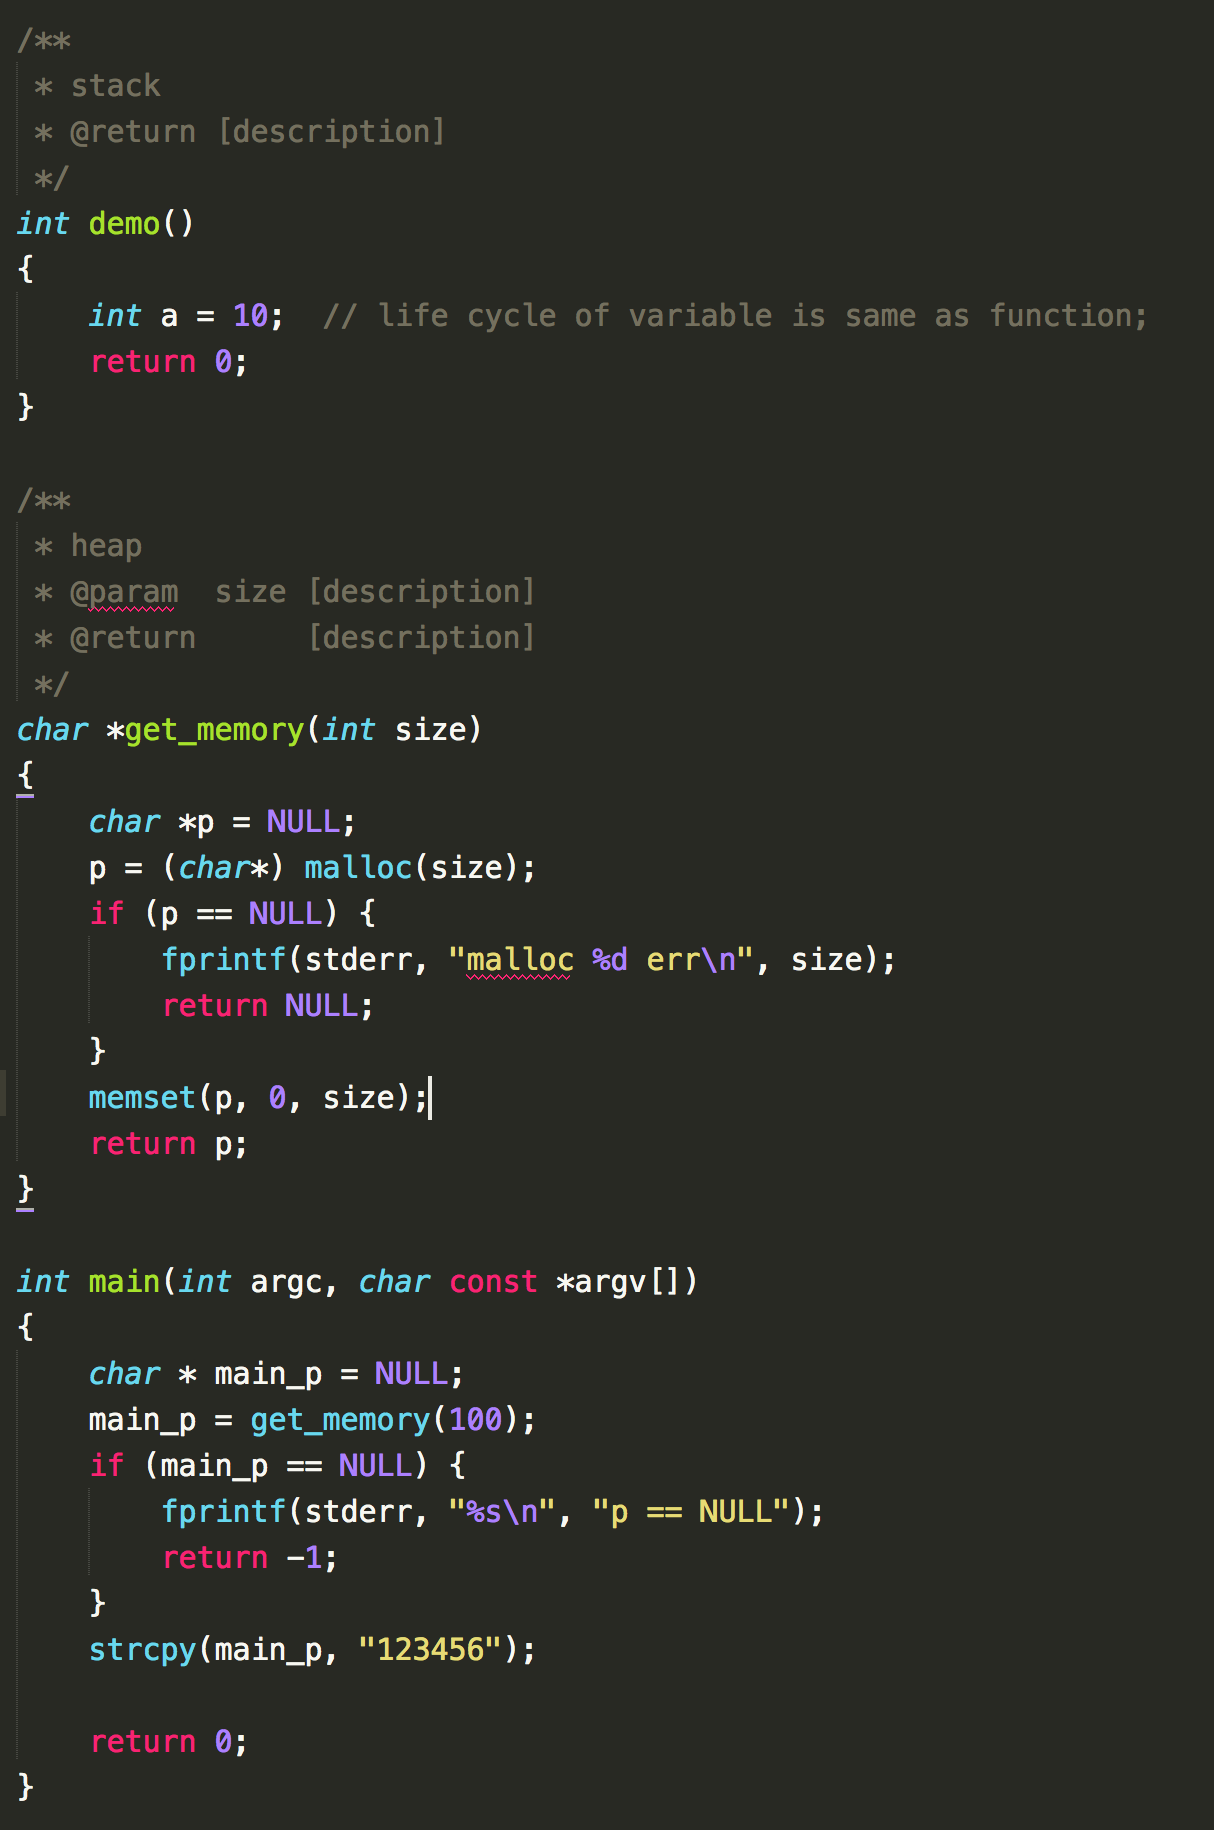 /**
 * stack
 * @return [description]
 */
int demo()
{
    int a = 10;  // life cycle of variable is same as function;
    return 0;
}

/**
 * heap
 * @param  size [description]
 * @return      [description]
 */
char *get_memory(int size)
{
    char *p = NULL;
    p = (char*) malloc(size);
    if (p == NULL) {
        fprintf(stderr, "malloc %d err\n", size);
        return NULL;
    }
    memset(p, 0, size);
    return p;
}

int main(int argc, char const *argv[])
{
    char * main_p = NULL;
    main_p = get_memory(100);
    if (main_p == NULL) {
        fprintf(stderr, "%s\n", "p == NULL");
        return -1;
    }
    strcpy(main_p, "123456");

    return 0;
}